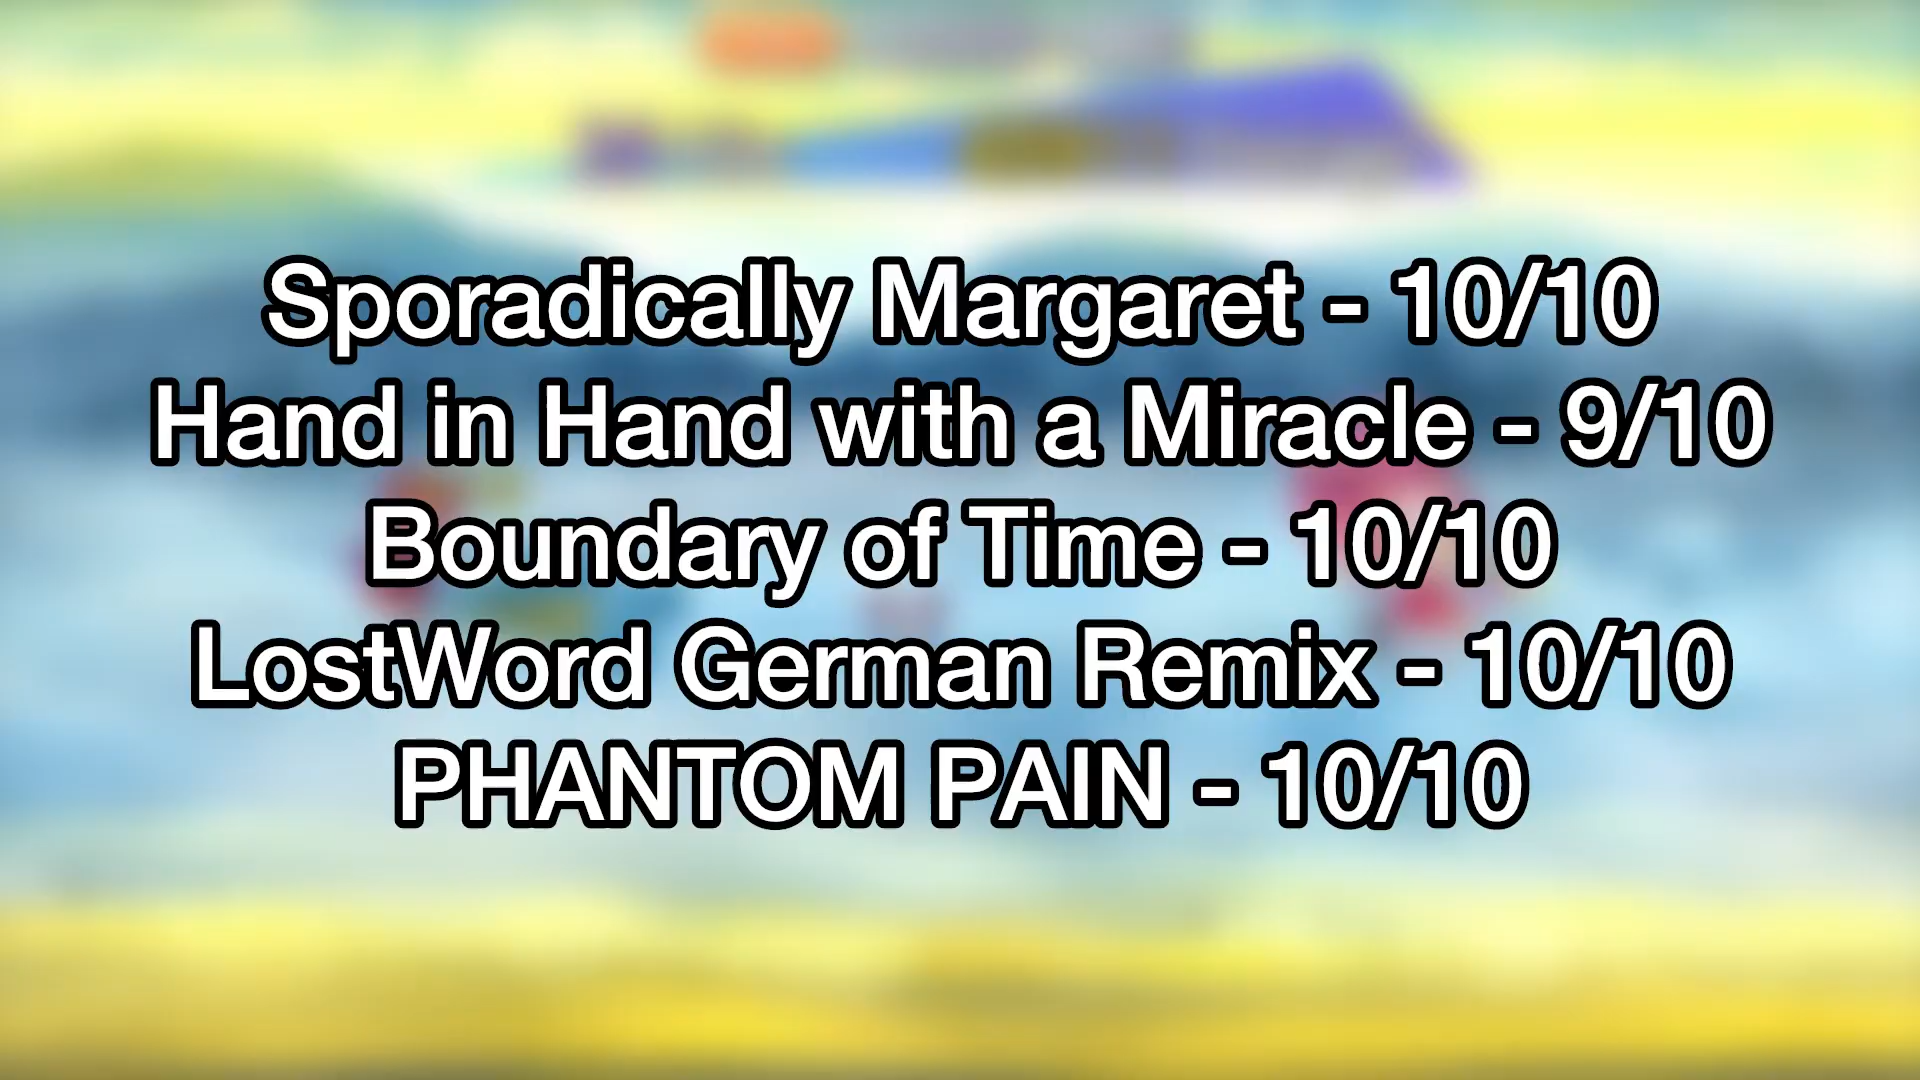 Sporadically Margaret - 10/10
Hand in Hand with a Miracle - 9/10
Boundary of Time - 10/10
LostWord German Remix - 10/10
PHANTOM PAIN - 10/10